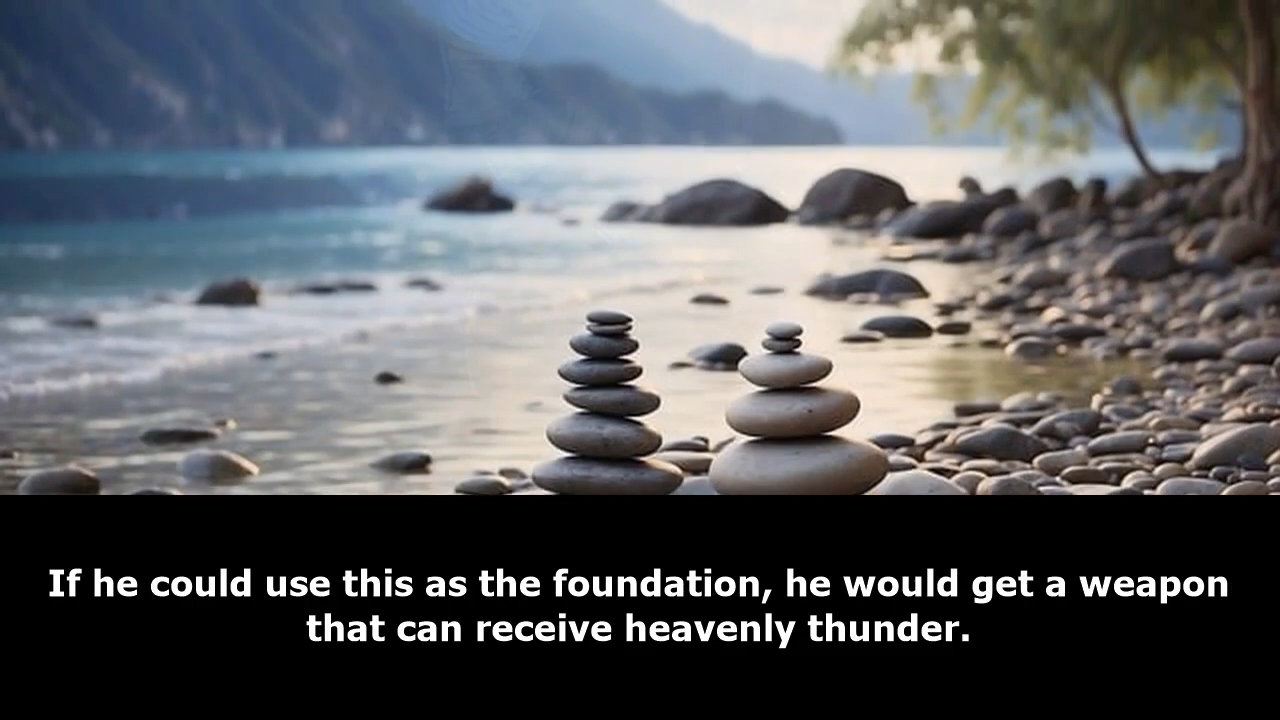 If he could use this as the foundation, he would get a weapon
that can receive heavenly thunder.